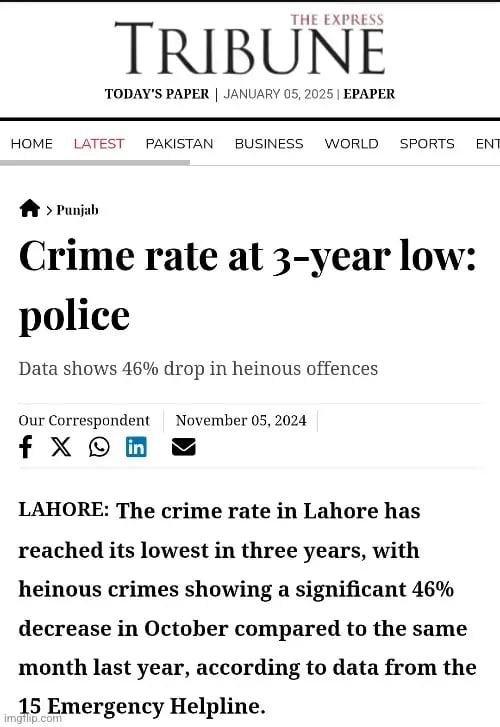 THE EXPRESS
TRIBUNE
TODAY'S PAPER | JANUARY 05, 2025 | EPAPER
HOME LATEST PAKISTAN BUSINESS WORLD SPORTS ENT
> Punjab
Crime rate at 3-year low:
police
Data shows 46% drop in heinous offences
Our Correspondent November 05, 2024
LAHORE: The crime rate in Lahore has
reached its lowest in three years, with
heinous crimes showing a significant 46%
decrease in October compared to the same
month last year, according to data from the
15 Emergency Helpline.
imgflip.com